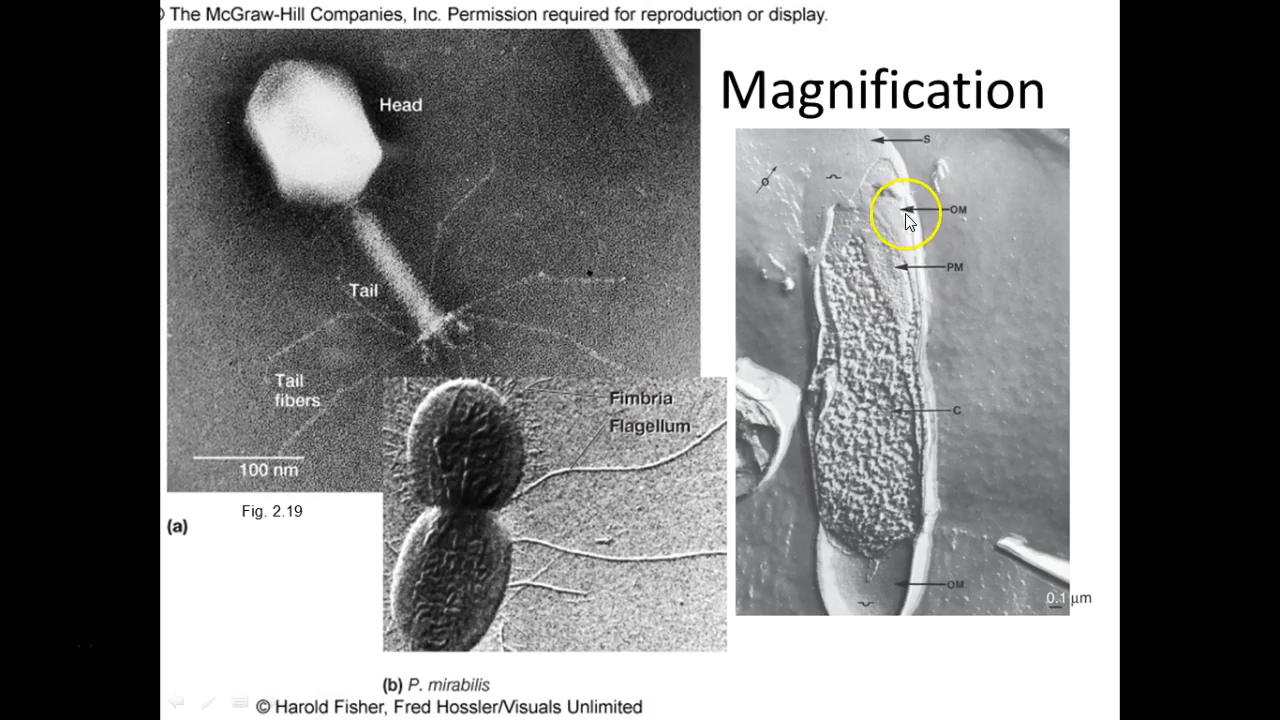 The McGraw-Hill Companies, Inc. Permission required for reproduction or display.
Magnification
Head
Tail
Tail
fibers
100 nm
Fig. 2.19
(a)
Fimbria
Flagellum
(b) P. mirabilis
© Harold Fisher, Fred Hossler/Visuals Unlimited
S
OM
PM
C
OM
0.1 μm